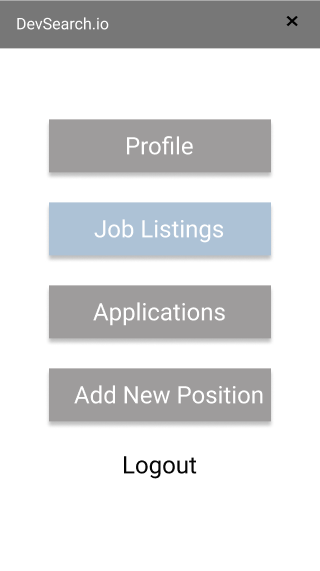 DevSearch.io
Profile
Job Listings
Applications
Add New Position
Logout